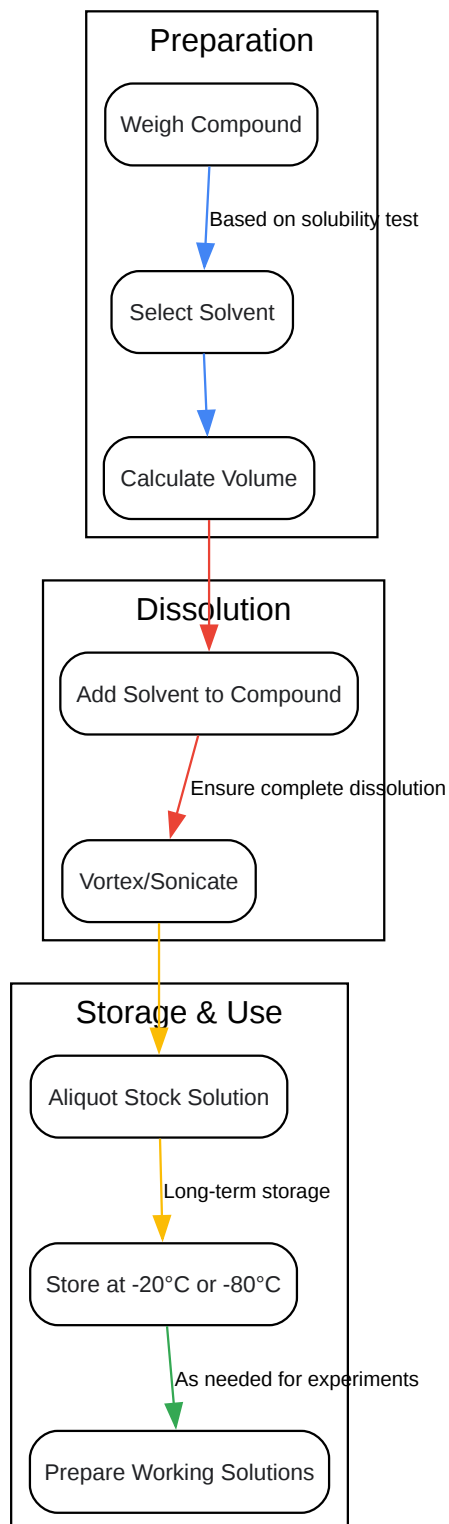 Preparation
Weigh Compound
Based on solubility test
Select Solvent
Calculate Volume
Dissolution
Add Solvent to Compound
Ensure complete dissolution
Vortex/Sonicate
Storage & Use
Aliquot Stock Solution
Long-term storage
Store at -20°C or -80°C
As needed for experiments
Prepare Working Solutions